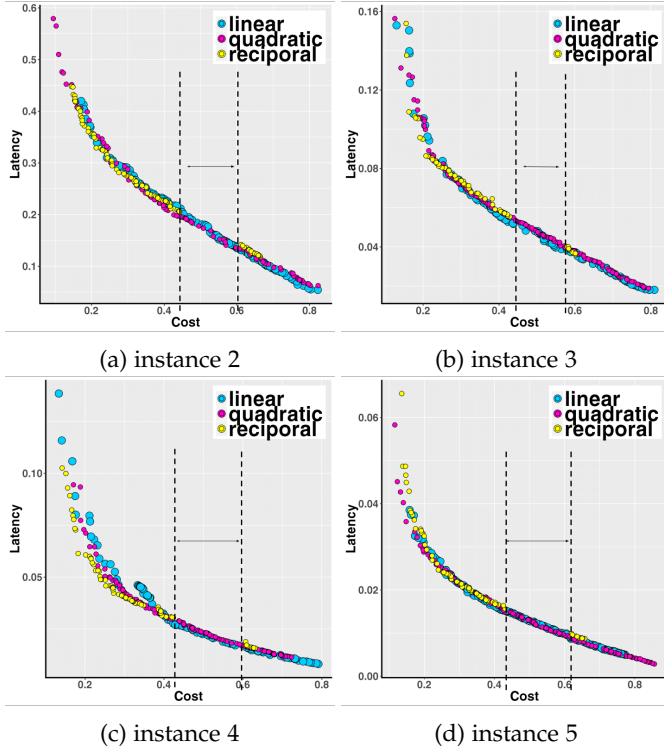 0.6
0.5
0.4
0.3
0.2
0.1
Latency
linear
quadratic
reciporal
0.2
0.4
0.6
0.8
Cost
(a) instance 2
0.16
0.12
0.08
0.04
Latency
linear
quadratic
reciporal
0.2
0.4
0.6
0.8
Cost
(b) instance 3
0.10
0.05
Latency
linear
quadratic
reciporal
0.2
0.4
0.6
0.8
Cost
(c) instance 4
0.06
0.04
0.02
0.00
Latency
linear
quadratic
reciporal
0.2
0.4
0.6
0.8
Cost
(d) instance 5